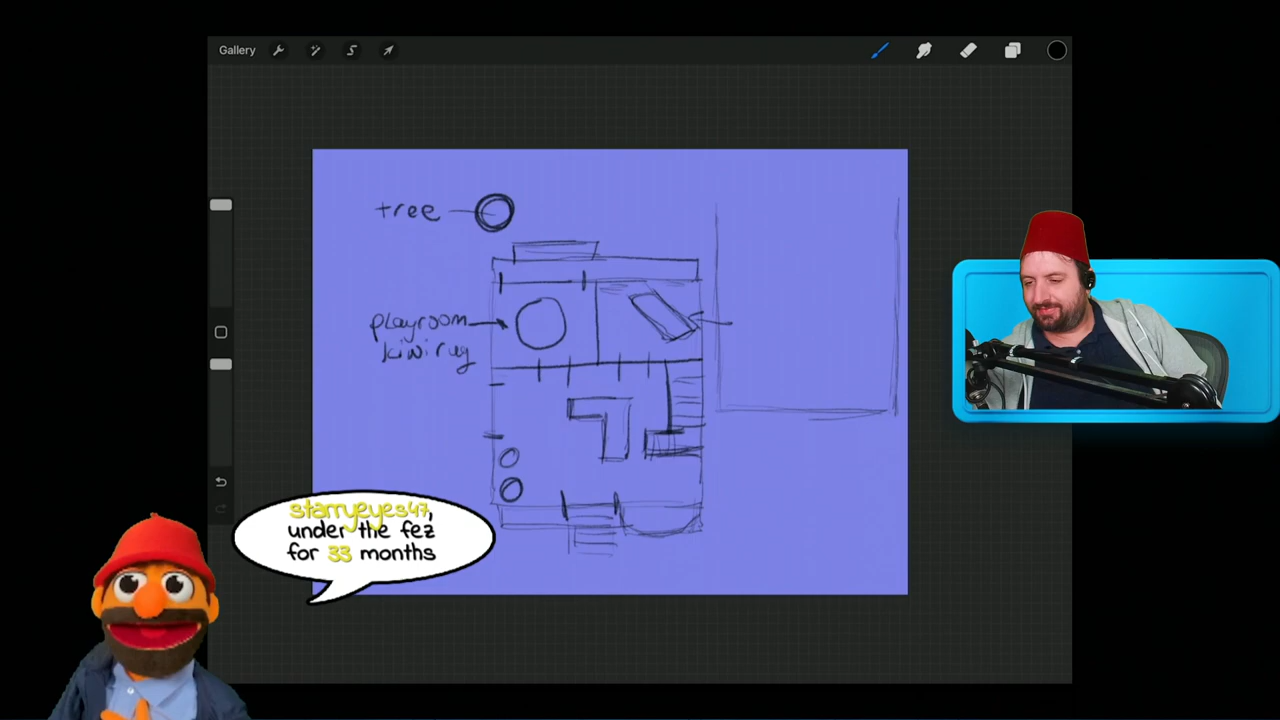 Gallery
tree
playroom
kiwi rug
starryeyes47,
under the fez
for 33 months